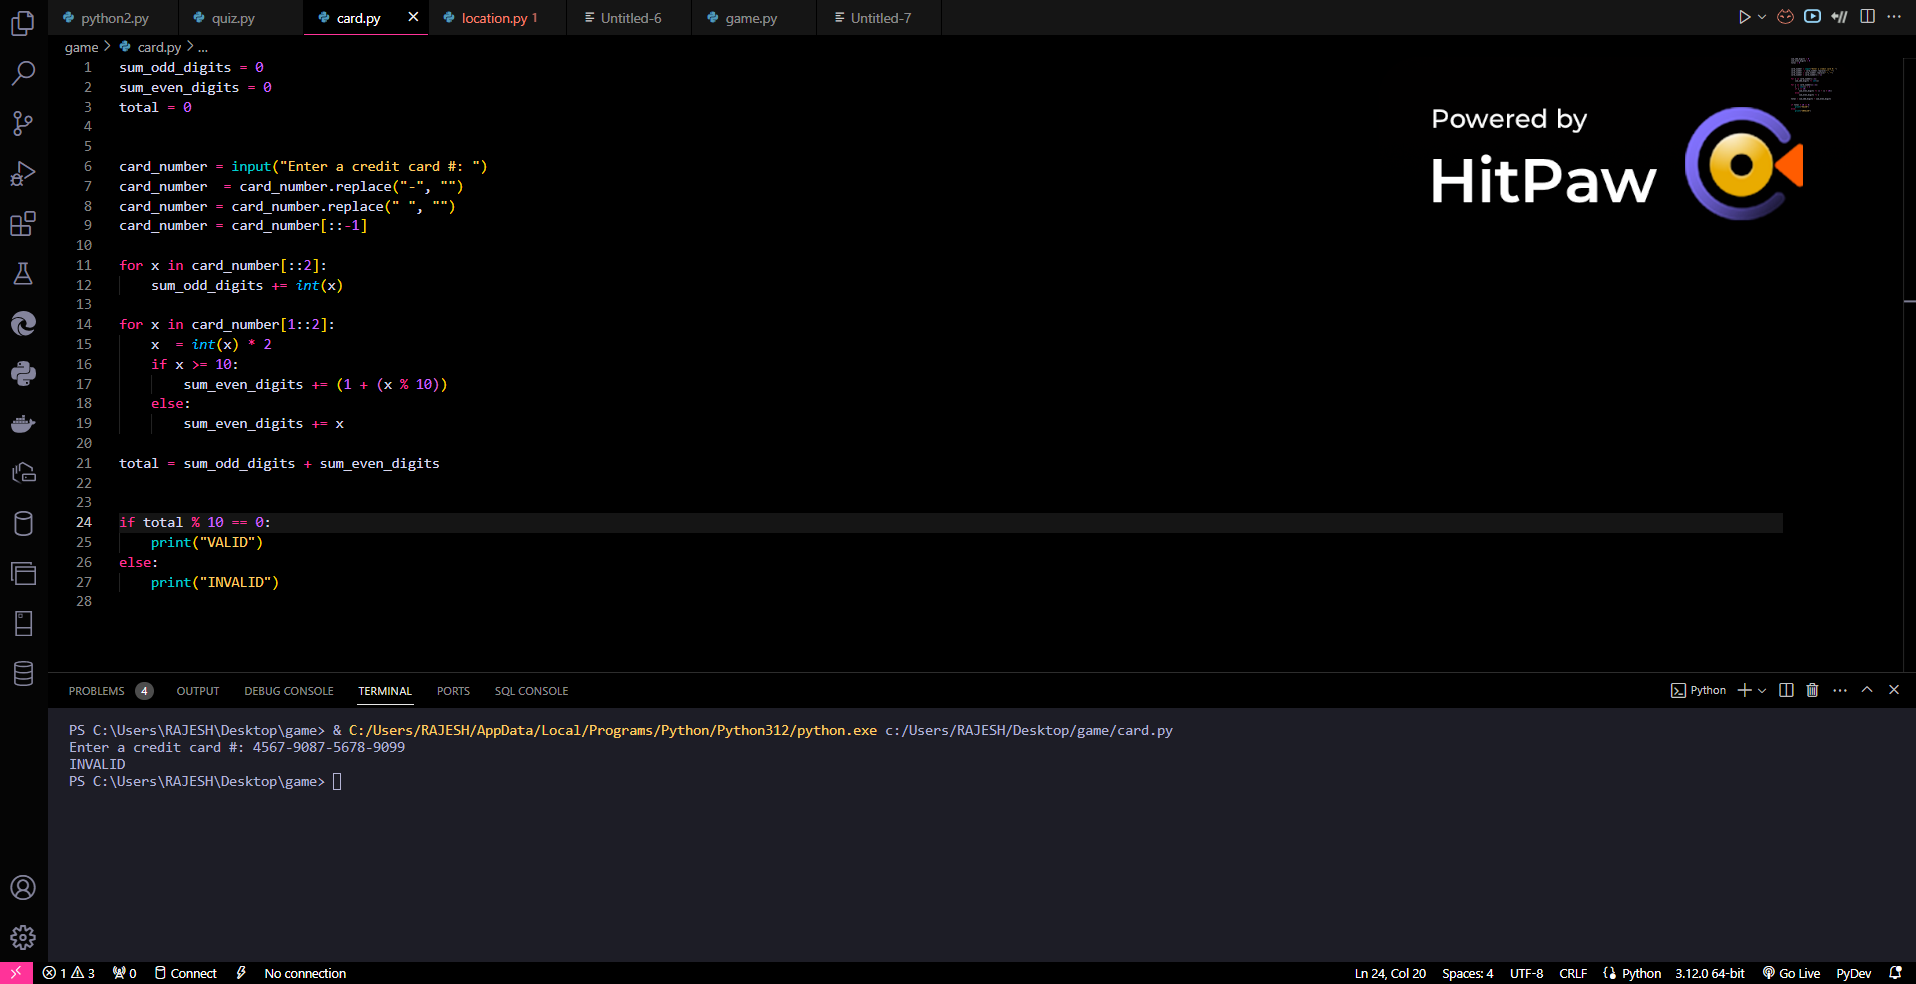 python2.py quiz.py card.py location.py 1 Untitled-6 game.py Untitled-7
game > card.py > ...
1 sum_odd_digits = 0
2 sum_even_digits = 0
3 total = 0
4
5
6 card_number = input("Enter a credit card #: ")
7 card_number  = card_number.replace("-", "")
8 card_number = card_number.replace(" ", "")
9 card_number = card_number[::-1]
10
11 for x in card_number[::2]:
12     sum_odd_digits += int(x)
13
14 for x in card_number[1::2]:
15     x  = int(x) * 2
16     if x >= 10:
17         sum_even_digits += (1 + (x % 10))
18     else:
19         sum_even_digits += x
20
21 total = sum_odd_digits + sum_even_digits
22
23
24 if total % 10 == 0:
25     print("VALID")
26 else:
27     print("INVALID")
28
Powered by
HitPaw
PROBLEMS 4 OUTPUT DEBUG CONSOLE TERMINAL PORTS SQL CONSOLE Python
PS C:\Users\RAJESH\Desktop\game> & C:/Users/RAJESH/AppData/Local/Programs/Python/Python312/python.exe c:/Users/RAJESH/Desktop/game/card.py
Enter a credit card #: 4567-9087-5678-9099
INVALID
PS C:\Users\RAJESH\Desktop\game>
1 3 0 Connect No connection Ln 24, Col 20 Spaces: 4 UTF-8 CRLF Python 3.12.0 64-bit Go Live PyDev